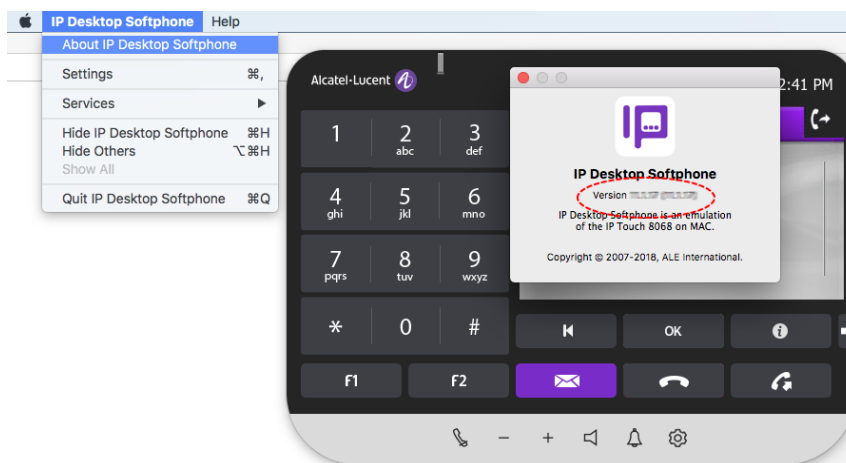 IP Desktop Softphone Help
About IP Desktop Softphone
Settings ⌘,
Services ▶
Hide IP Desktop Softphone ⌘H
Hide Others ⌥⌘H
Show All
Quit IP Desktop Softphone ⌘Q
Alcatel·Lucent
2:41 PM
1 2 3
abc def
4 5 6
ghi jkl mno
7 8 9
pqrs tuv wxyz
* 0 #
F1 F2
OK
IP
IP Desktop Softphone
Version
IP Desktop Softphone is an emulation
of the IP Touch 8068 on MAC.
Copyright © 2007-2018, ALE International.